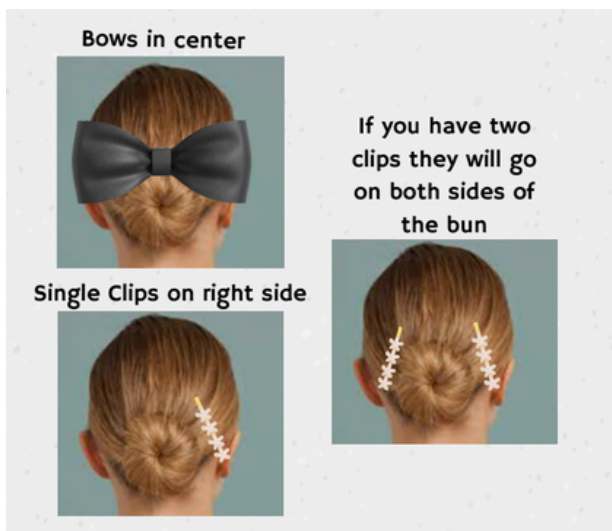 Bows in center
Single Clips on right side
If you have two
clips they will go
on both sides of
the bun